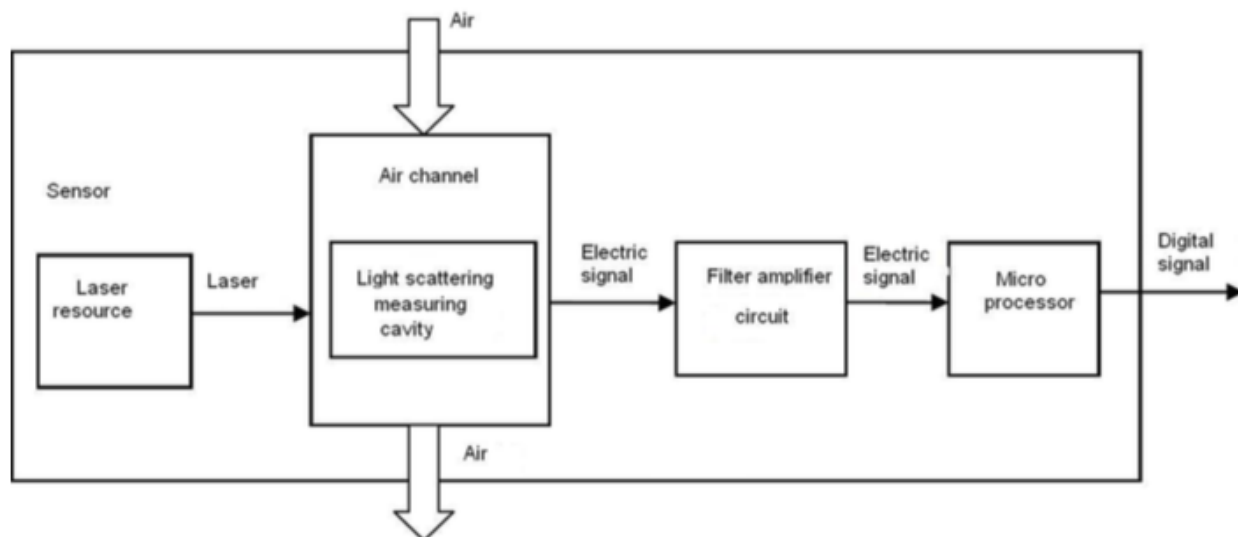 Air
Sensor
Air channel
Laser
resource
Laser
Light scattering
measuring
cavity
Electric
signal
Filter amplifier
circuit
Electric
signal
Micro
processor
Digital
signal
Air